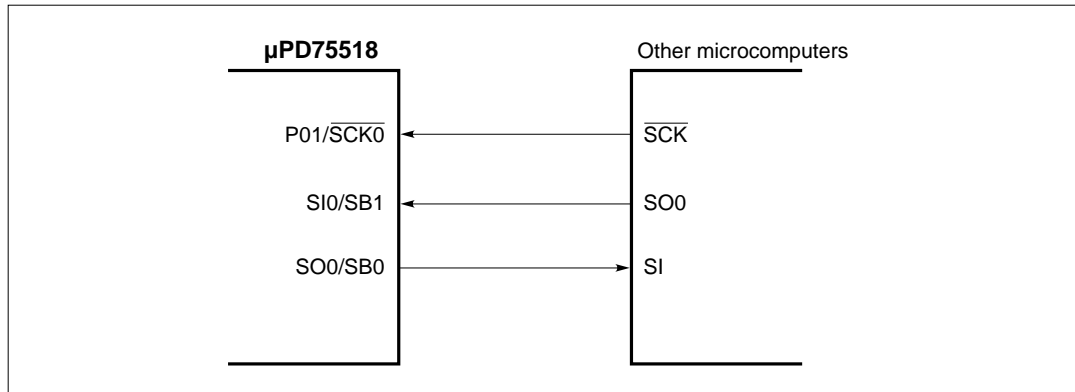 µPD75518
Other microcomputers
P01/SCK0
SCK
SI0/SB1
SO0
SO0/SB0
SI